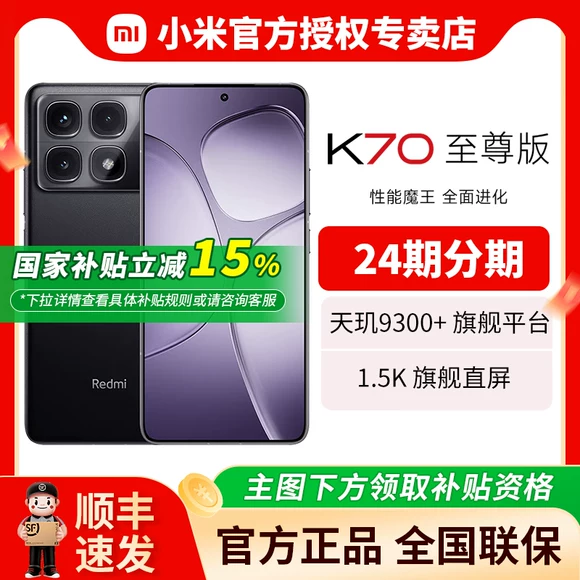 小米官方授权专卖店
K70 至尊版
性能魔王 全面进化
国家补贴立减15%
*下拉详情查看具体补贴规则或请咨询客服
24期分期
天玑9300+ 旗舰平台
1.5K 旗舰直屏
Redmi
主图下方领取补贴资格
顺丰
速发
SF
官方正品 全国联保